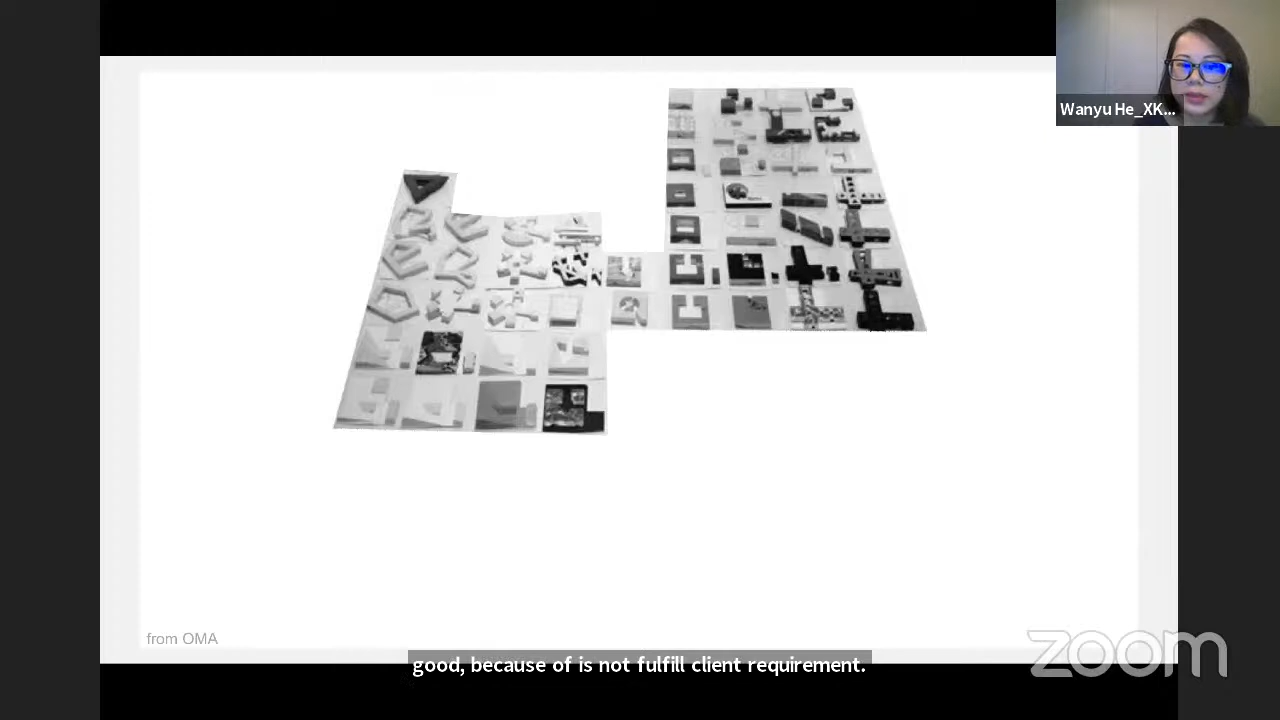 Wanyu He_XK...
from OMA
good, because of is not fulfill client requirement.
zoom